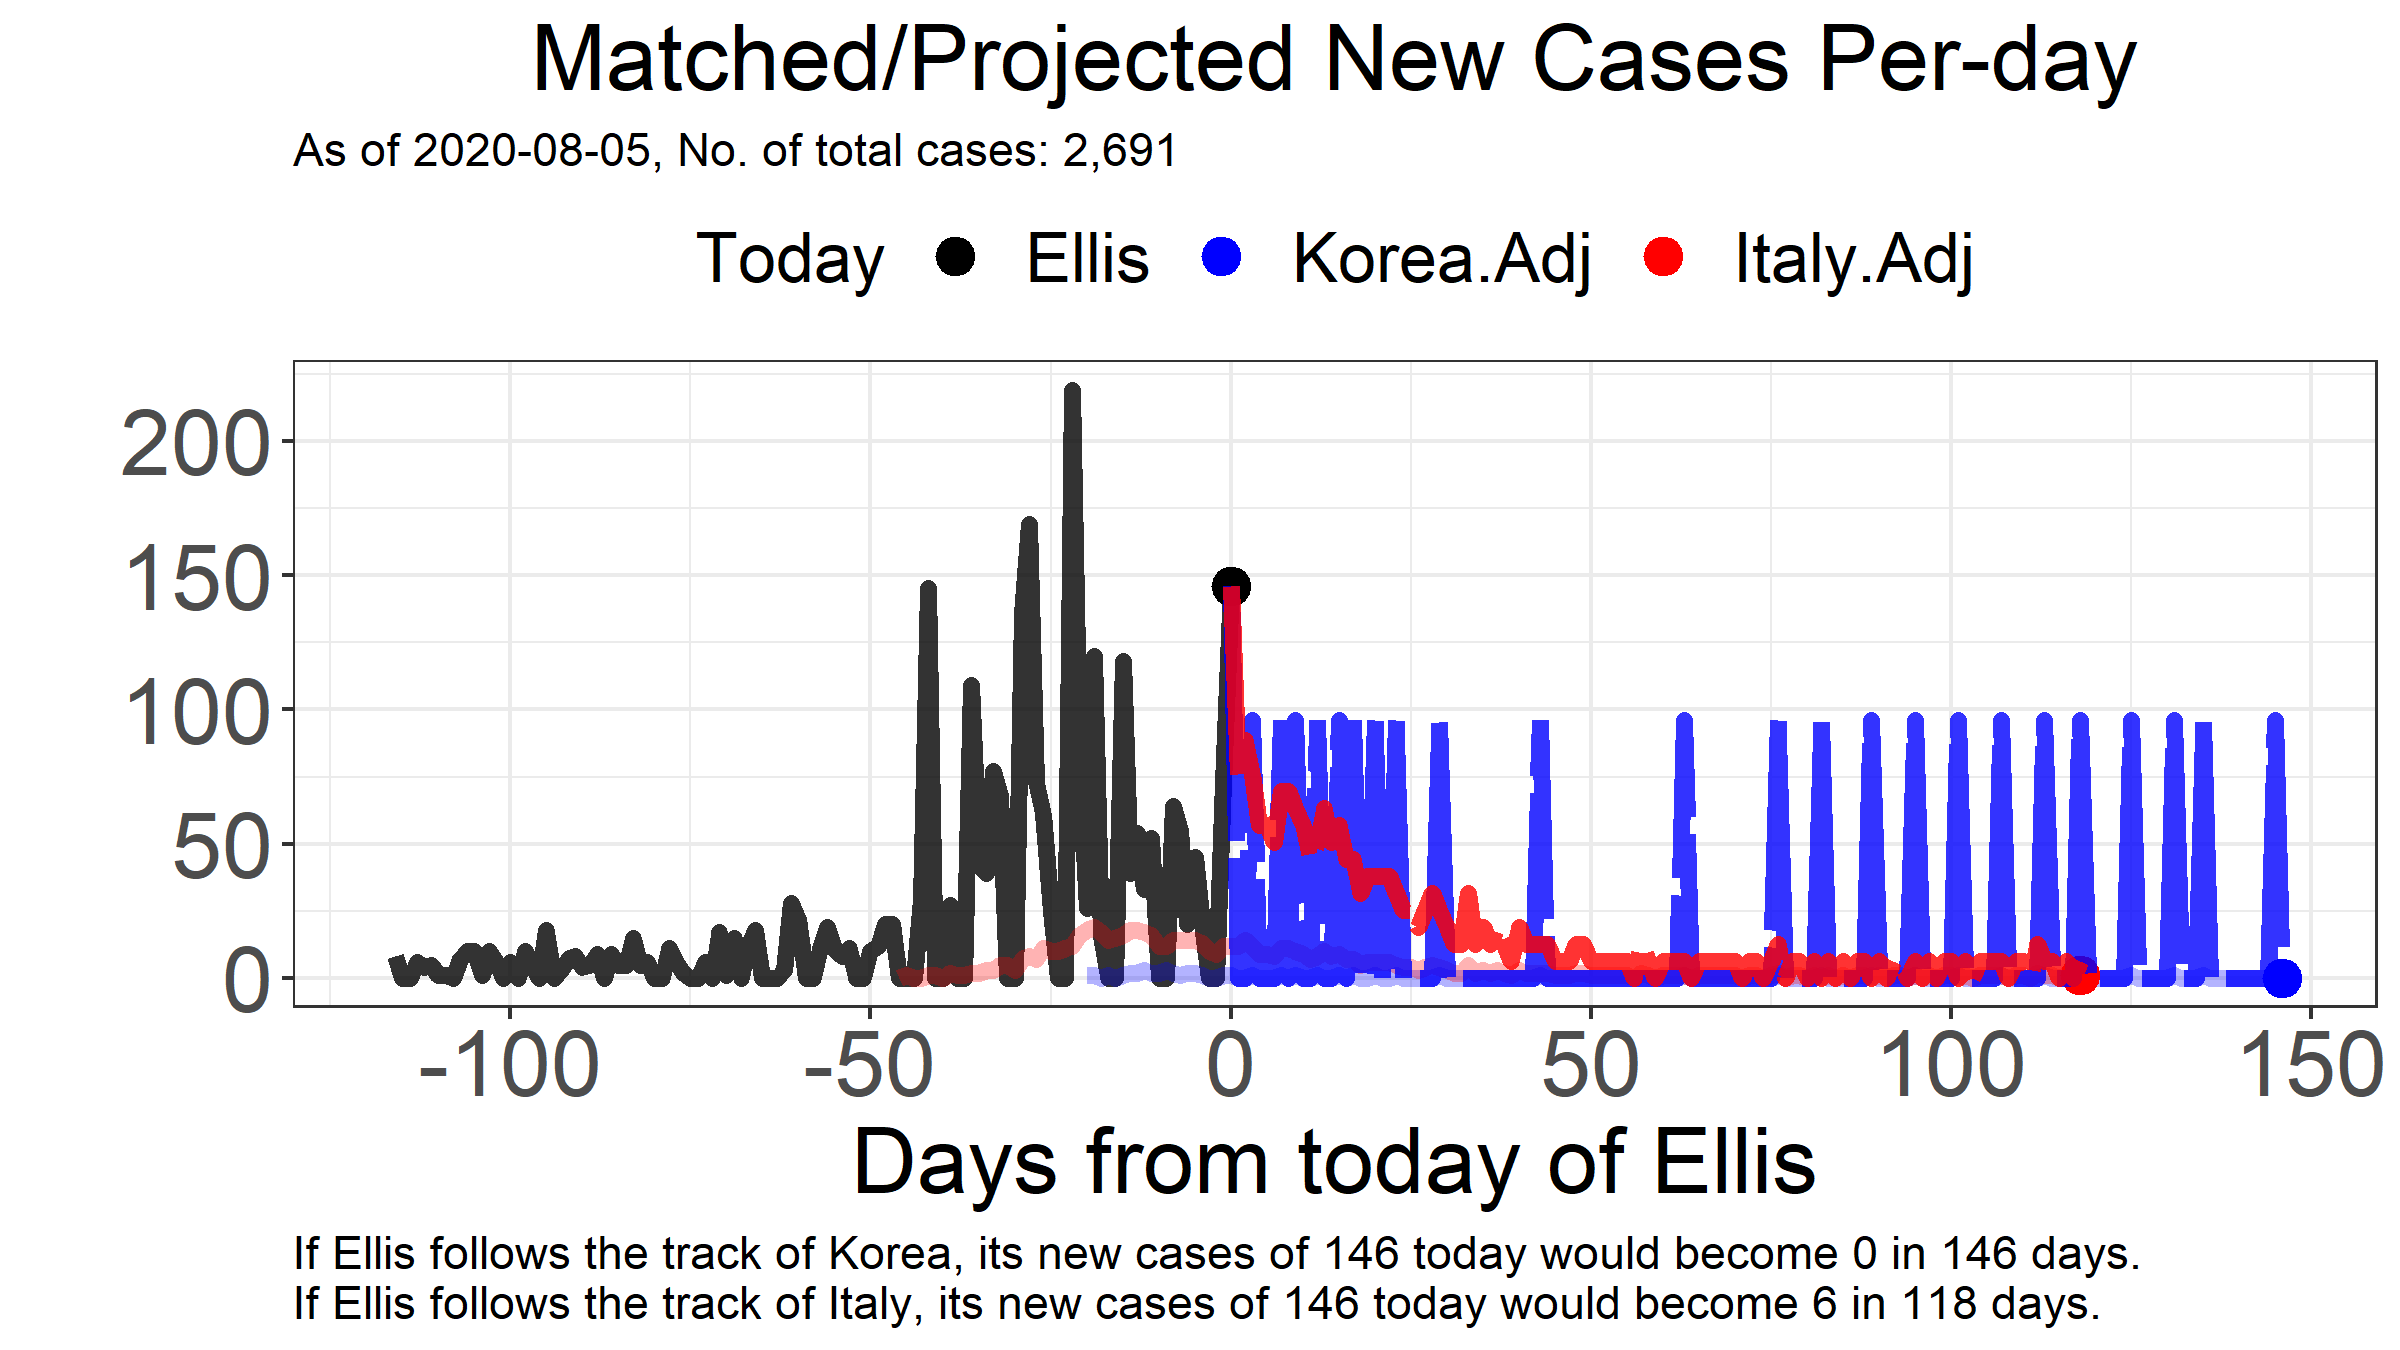 Matched/Projected New Cases Per-day
As of 2020-08-05, No. of total cases: 2,691
Today Ellis Korea.Adj Italy.Adj
200
150
100
50
0
-100 -50 0 50 100 150
Days from today of Ellis
If Ellis follows the track of Korea, its new cases of 146 today would become 0 in 146 days.
If Ellis follows the track of Italy, its new cases of 146 today would become 6 in 118 days.